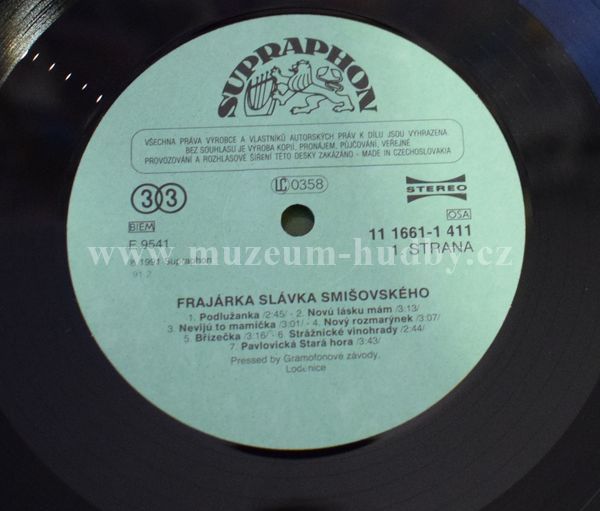 SUPRAPHON
VŠECHNA PRÁVA VÝROBCE A VLASTNÍKŮ AUTORSKÝCH PRÁV K DÍLU JSOU VYHRAZENA
BEZ SOUHLASU JE VÝROBA KOPIÍ, PRONÁJEM, PŮJČOVÁNÍ, VEŘEJNÉ
PROVOZOVÁNÍ A ROZHLASOVÉ ŠÍŘENÍ TÉTO DESKY ZAKÁZÁNO - MADE IN CZECHOSLOVAKIA
33
LC 0358
STEREO
BIEM
OSA
F 9541
11 1661-1 411
1. STRANA
www.muzeum-hudby.cz
℗ 1991 Supraphon
91 2
FRAJÁRKA SLÁVKA SMIŠOVSKÉHO
1. Podlužanka /2:45/ - 2. Novú lásku mám /3:13/
3. Nevijú to mamička /3:01/ - 4. Nový rozmarýnek /3:07/
5. Břízečka /3:16/ - 6. Strážnické vinohrady /2:44/
7. Pavlovická Stará hora /3:43/
Pressed by Gramofonové závody,
Loděnice